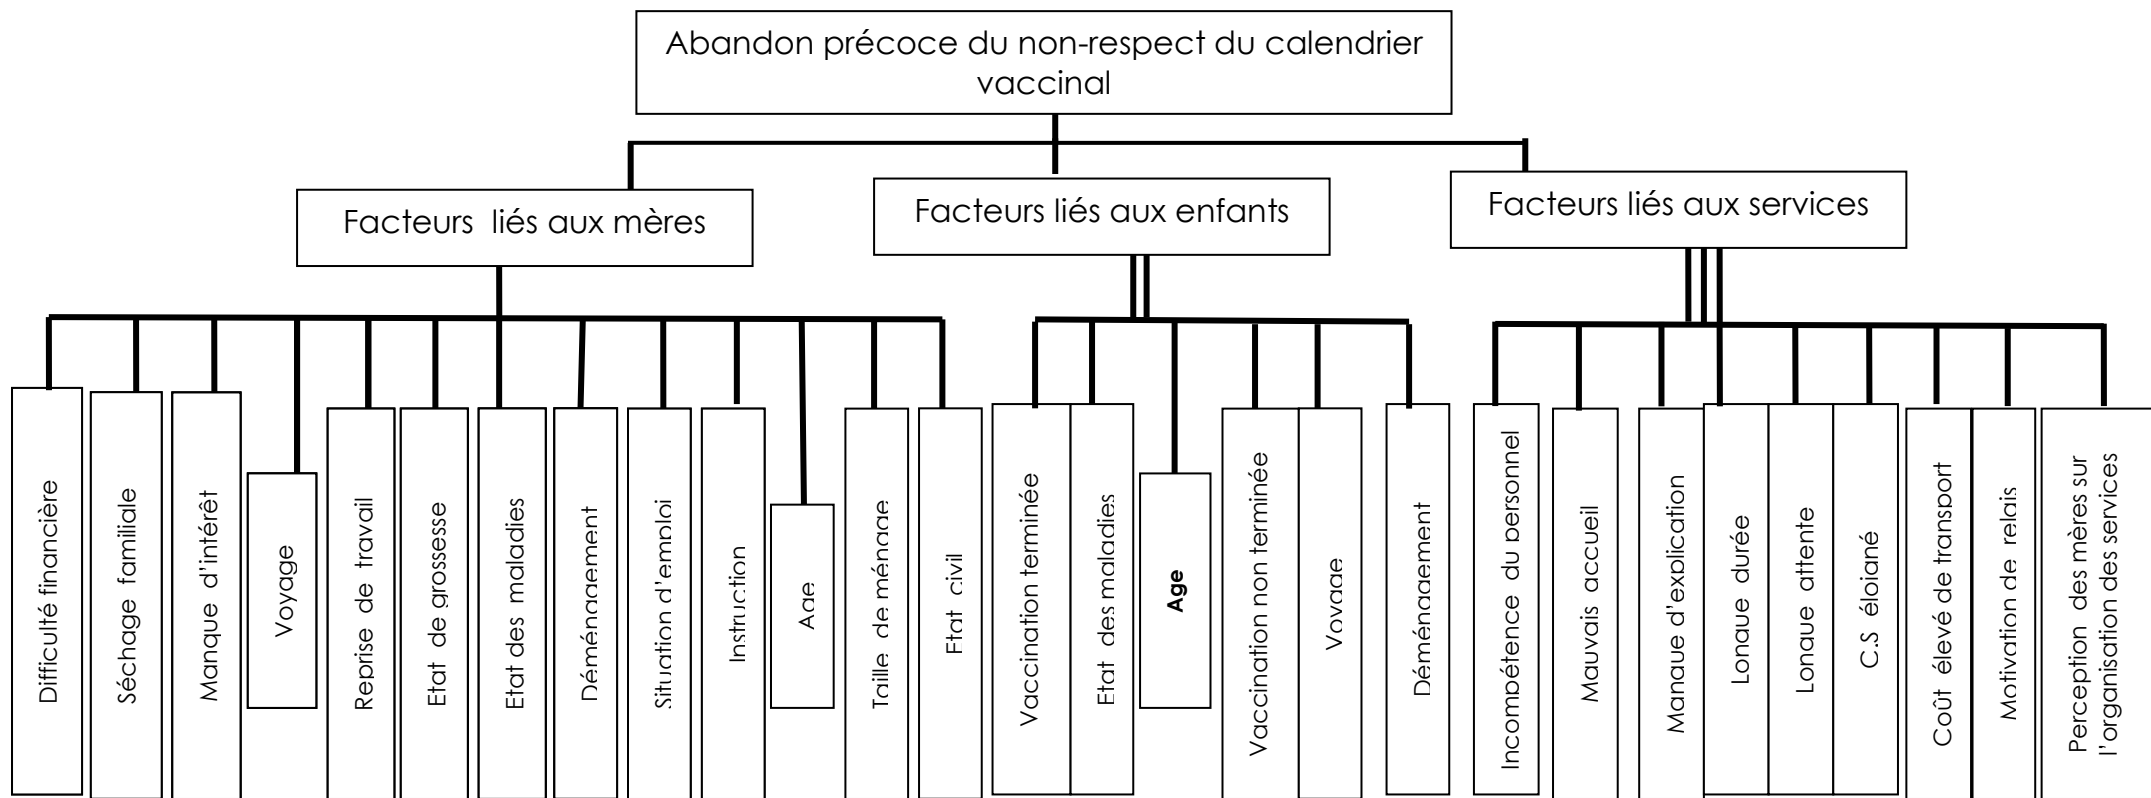 Abandon précoce du non-respect du calendrier
vaccinal
Facteurs liés aux mères
Facteurs liés aux enfants
Facteurs liés aux services
Difficulté financière
Séchage familiale
Manque d'intérêt
Voyage
Reprise de travail
Etat de grossesse
Etat des maladies
Déménagement
Situation d'emploi
Instruction
Age
Taille de ménage
Etat civil
Vaccination terminée
Etat des maladies
Age
Vaccination non terminée
Voyage
Déménagement
Incompétence du personnel
Mauvais accueil
Manque d'explication
Longue durée
Longue attente
C.S éloigné
Coût élevé de transport
Motivation de relais
Perception des mères sur
l'organisation des services